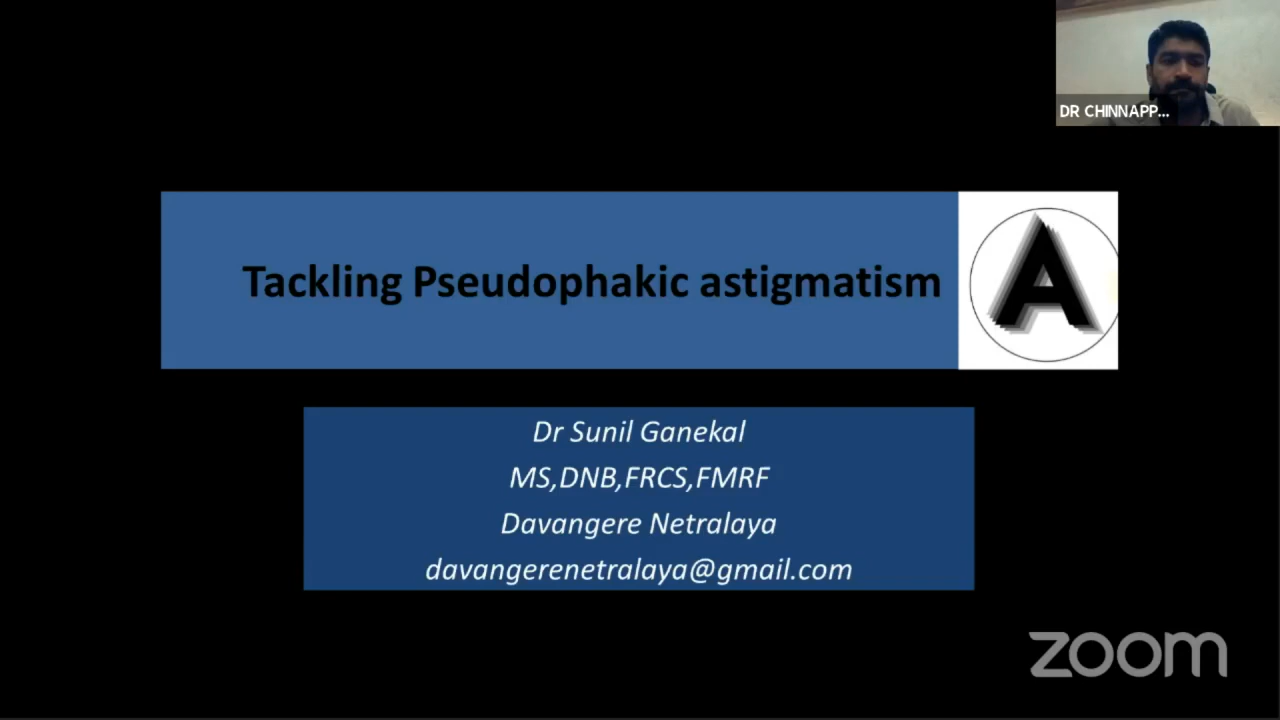 DR CHINNAPP...
Tackling Pseudophakic astigmatism
A
Dr Sunil Ganekal
MS,DNB,FRCS,FMRF
Davangere Netralaya
davangerenetralaya@gmail.com
zoom